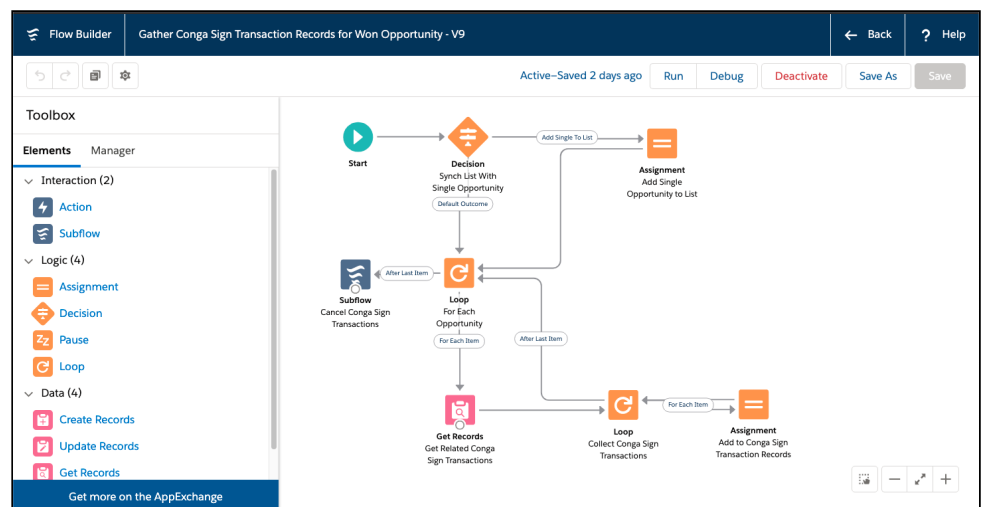 Flow Builder
Gather Conga Sign Transaction Records for Won Opportunity - V9
Back
? Help
Active–Saved 2 days ago
Run
Debug
Deactivate
Save As
Save
Toolbox
Elements
Manager
Interaction (2)
Action
Subflow
Logic (4)
Assignment
Decision
Pause
Loop
Data (4)
Create Records
Update Records
Get Records
Get more on the AppExchange
Start
Decision
Synch List With
Single Opportunity
Default Outcome
Add Single To List
Assignment
Add Single
Opportunity to List
Subflow
Cancel Conga Sign
Transactions
After Last Item
Loop
For Each
Opportunity
For Each Item
After Last Item
Get Records
Get Related Conga
Sign Transactions
Loop
Collect Conga Sign
Transactions
For Each Item
Assignment
Add to Conga Sign
Transaction Records